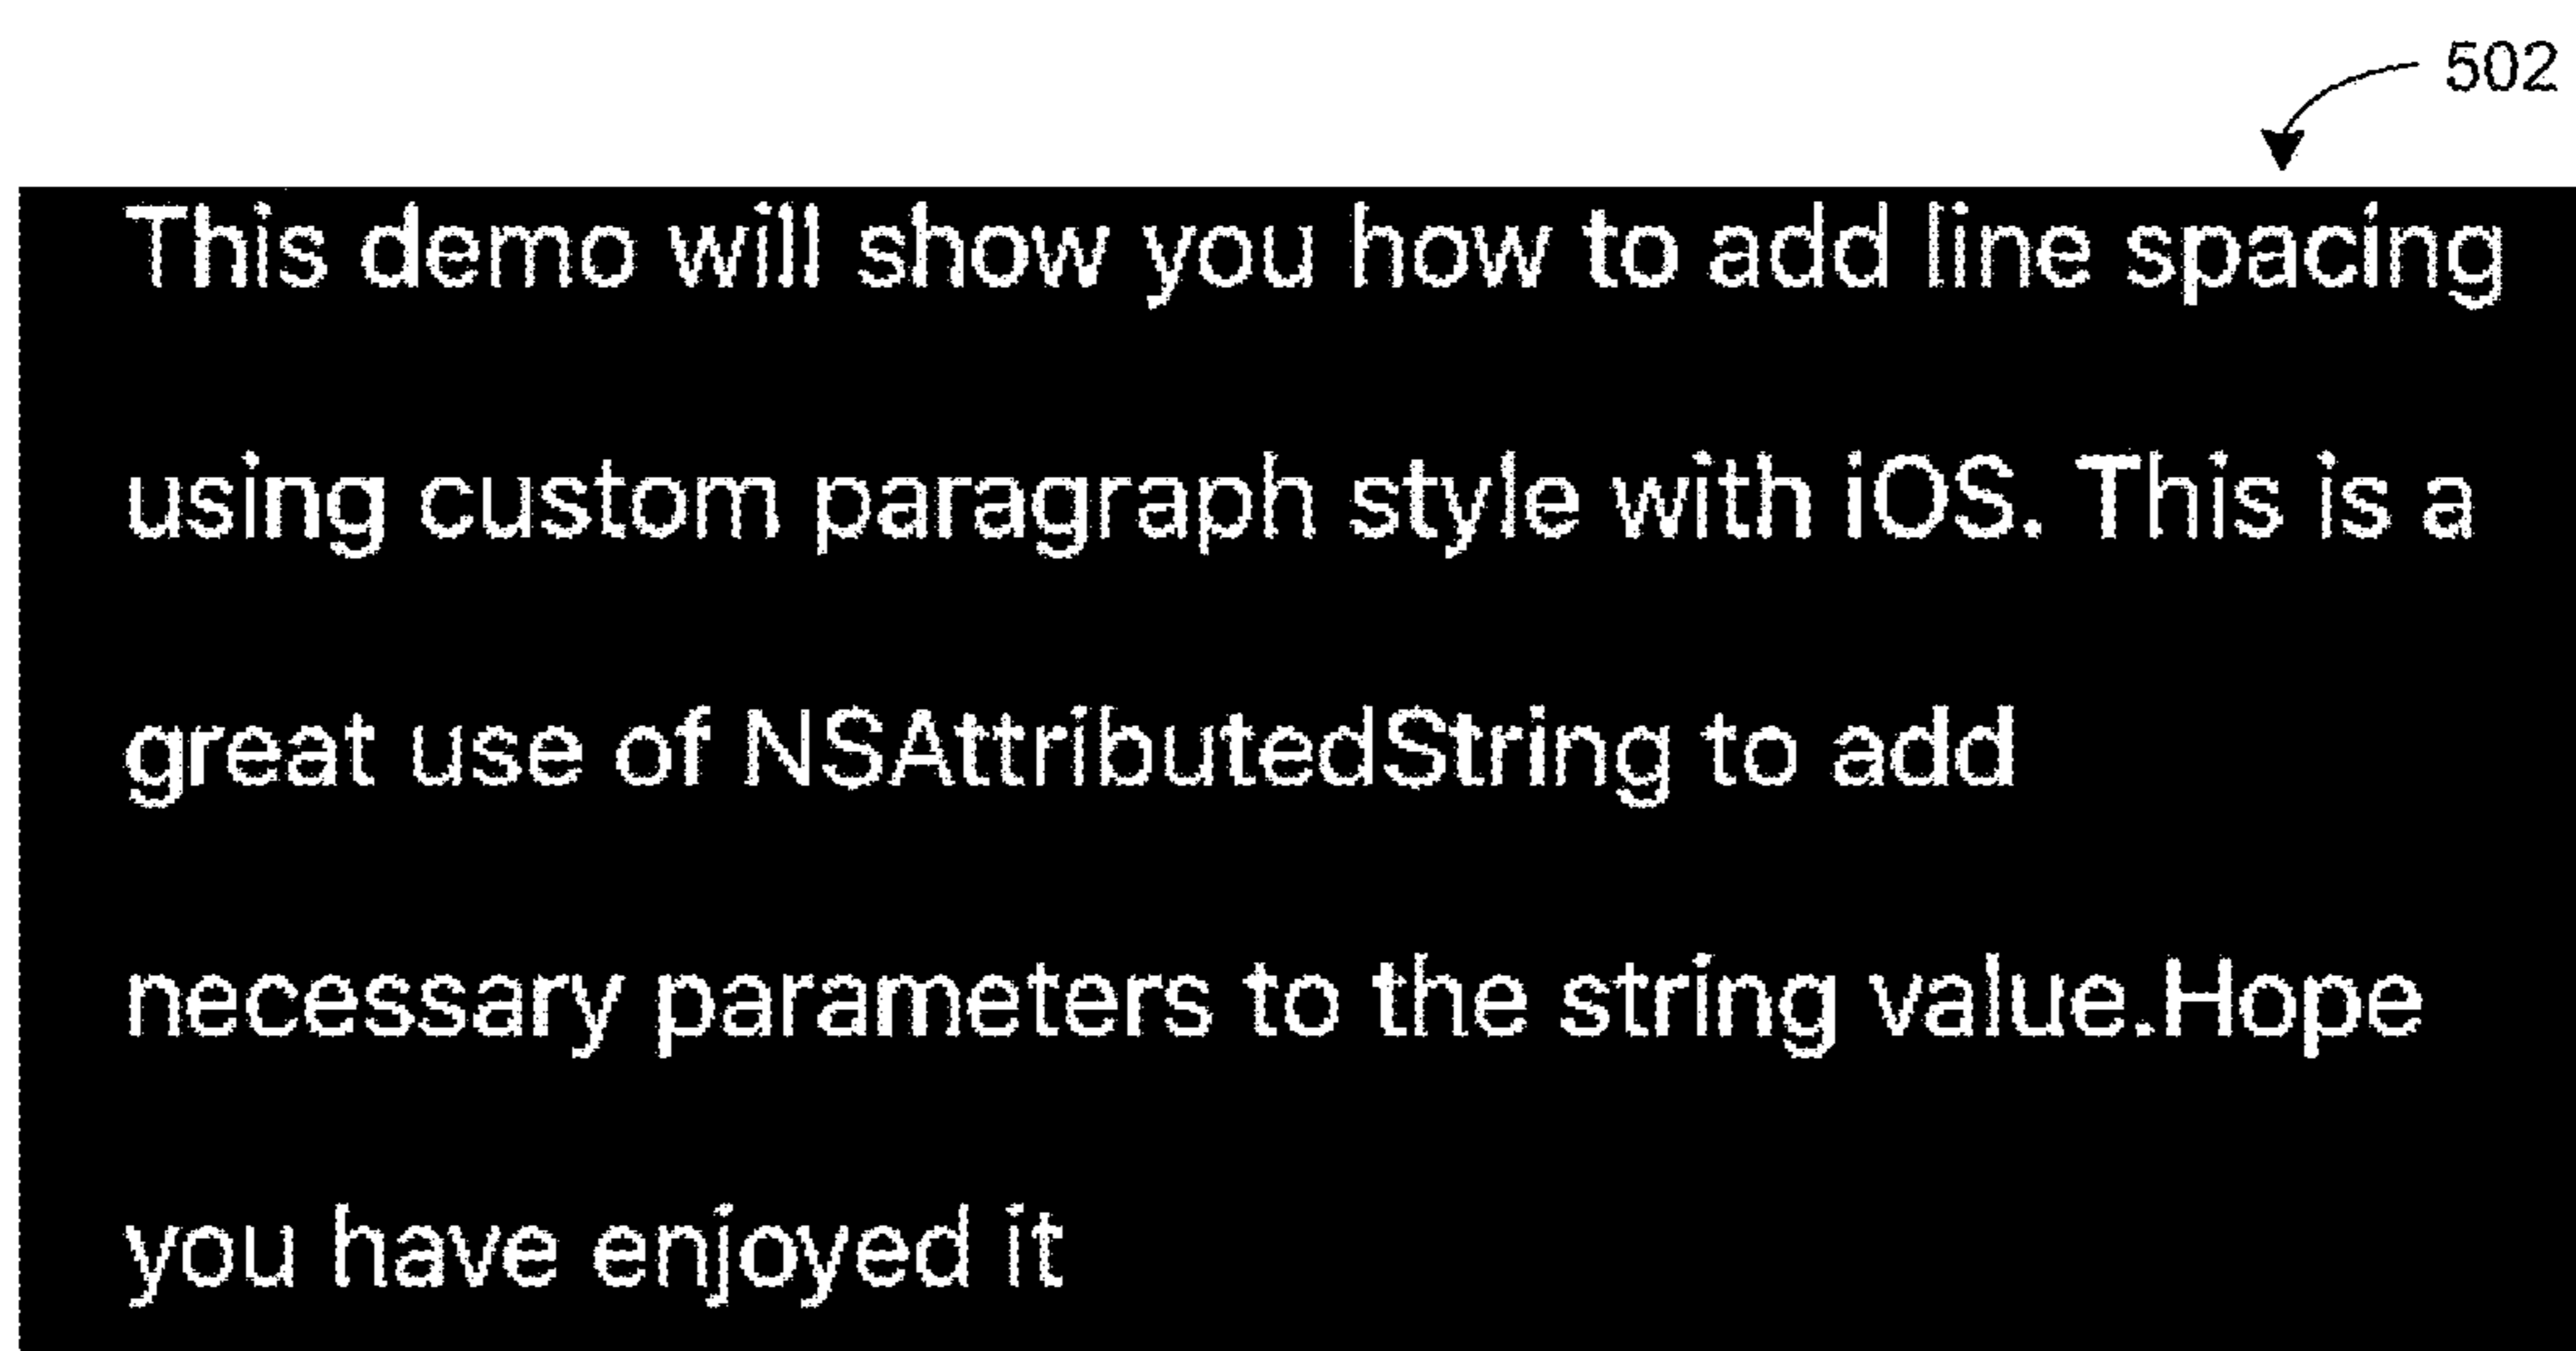 502
This demo will show you how to add line spacing
using custom paragraph style with iOS. This is a
great use of NSAttributedString to add
necessary parameters to the string value.Hope
you have enjoyed it